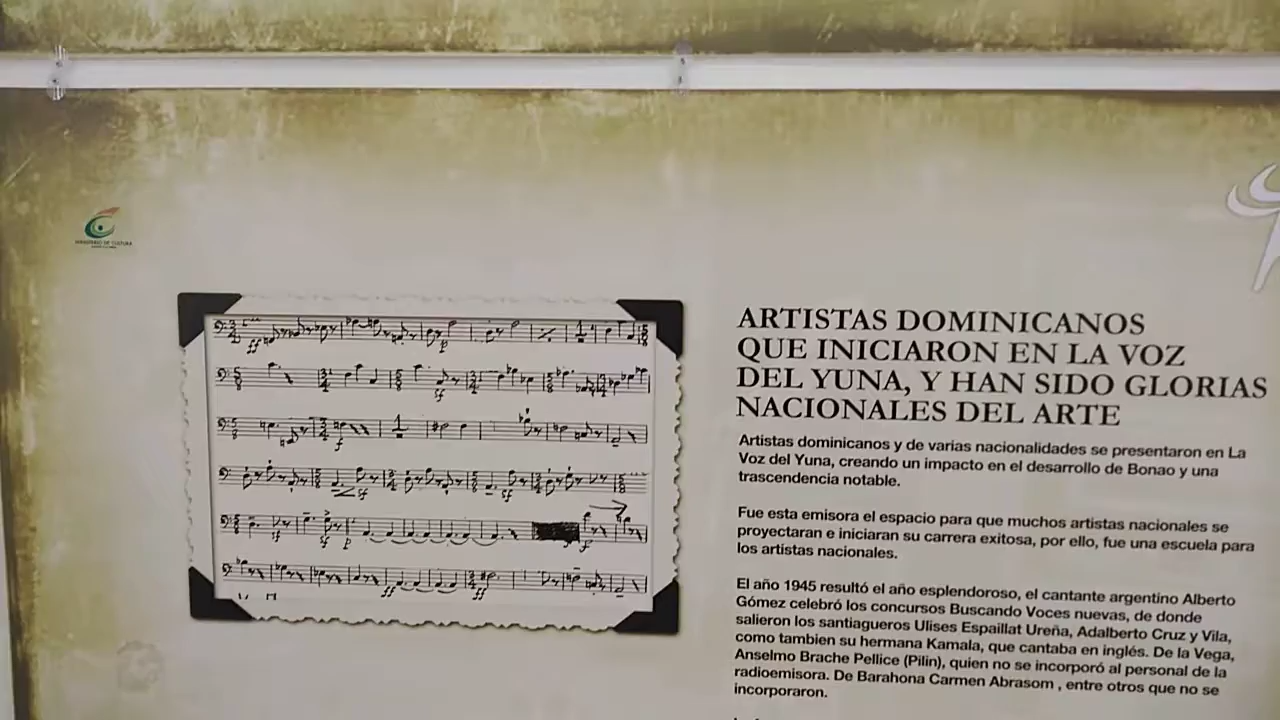 MINISTERIO DE CULTURA
ARTISTAS DOMINICANOS
QUE INICIARON EN LA VOZ
DEL YUNA, Y HAN SIDO GLORIAS
NACIONALES DEL ARTE
Artistas dominicanos y de varias nacionalidades se presentaron en La
Voz del Yuna, creando un impacto en el desarrollo de Bonao y una
trascendencia notable.
Fue esta emisora el espacio para que muchos artistas nacionales se
proyectaran e iniciaran su carrera exitosa, por ello, fue una escuela para
los artistas nacionales.
El año 1945 resultó el año esplendoroso, el cantante argentino Alberto
Gómez celebró los concursos Buscando Voces nuevas, de donde
salieron los santiagueros Ulises Espaillat Ureña, Adalberto Cruz y Vila,
como tambien su hermana Kamala, que cantaba en inglés. De la Vega,
Anselmo Brache Pellice (Pilin), quien no se incorporó al personal de la
radioemisora. De Barahona Carmen Abrasom , entre otros que no se
incorporaron.